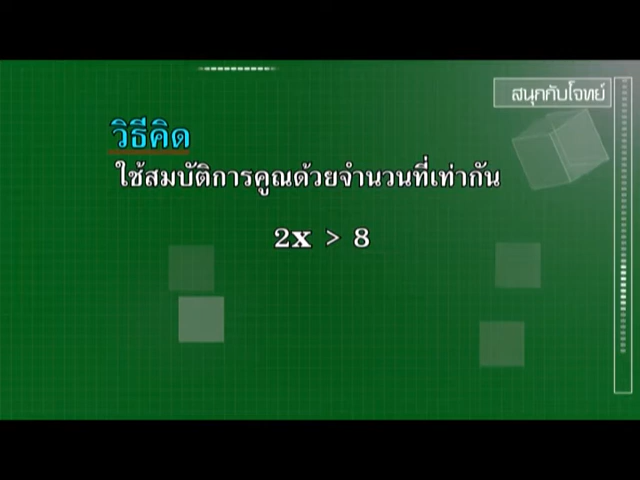 สนุกกับโจทย์
วิธีคิด
ใช้สมบัติการคูณด้วยจำนวนที่เท่ากัน
2x > 8